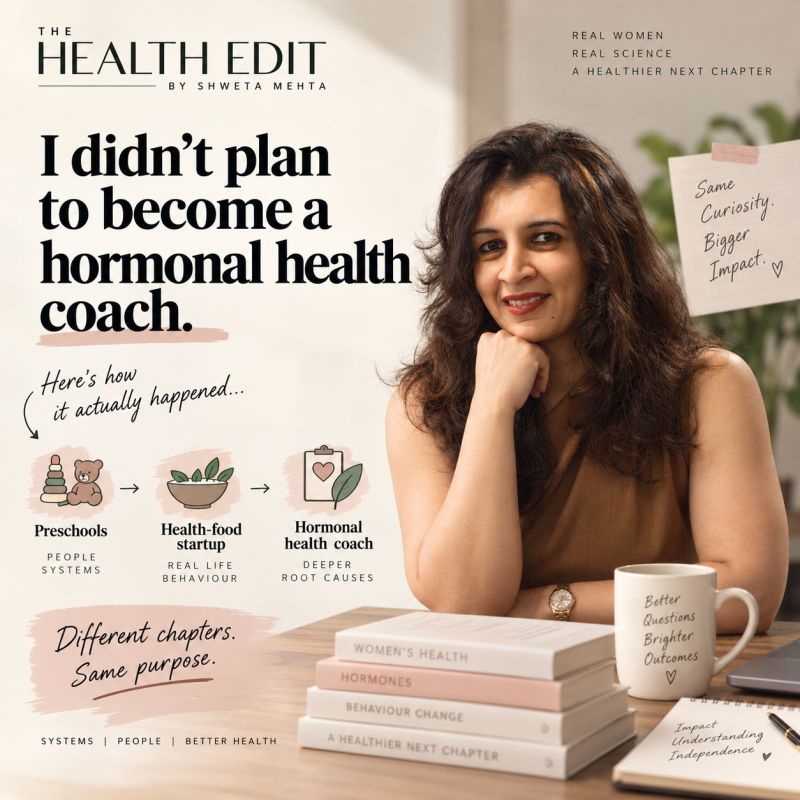 THE
HEALTH EDIT
BY SHWETA MEHTA
REAL WOMEN
REAL SCIENCE
A HEALTHIER NEXT CHAPTER
I didn't plan
to become a
hormonal health
coach.
Here's how
it actually happened...
Preschools
PEOPLE
SYSTEMS
Health-food
startup
REAL LIFE
BEHAVIOUR
Hormonal
health coach
DEEPER
ROOT CAUSES
Different chapters.
Same purpose.
SYSTEMS | PEOPLE | BETTER HEALTH
Same
Curiosity.
Bigger
Impact.
WOMEN'S HEALTH
HORMONES
BEHAVIOUR CHANGE
A HEALTHIER NEXT CHAPTER
Better
Questions
Brighter
Outcomes
Impact
Understanding
Independence